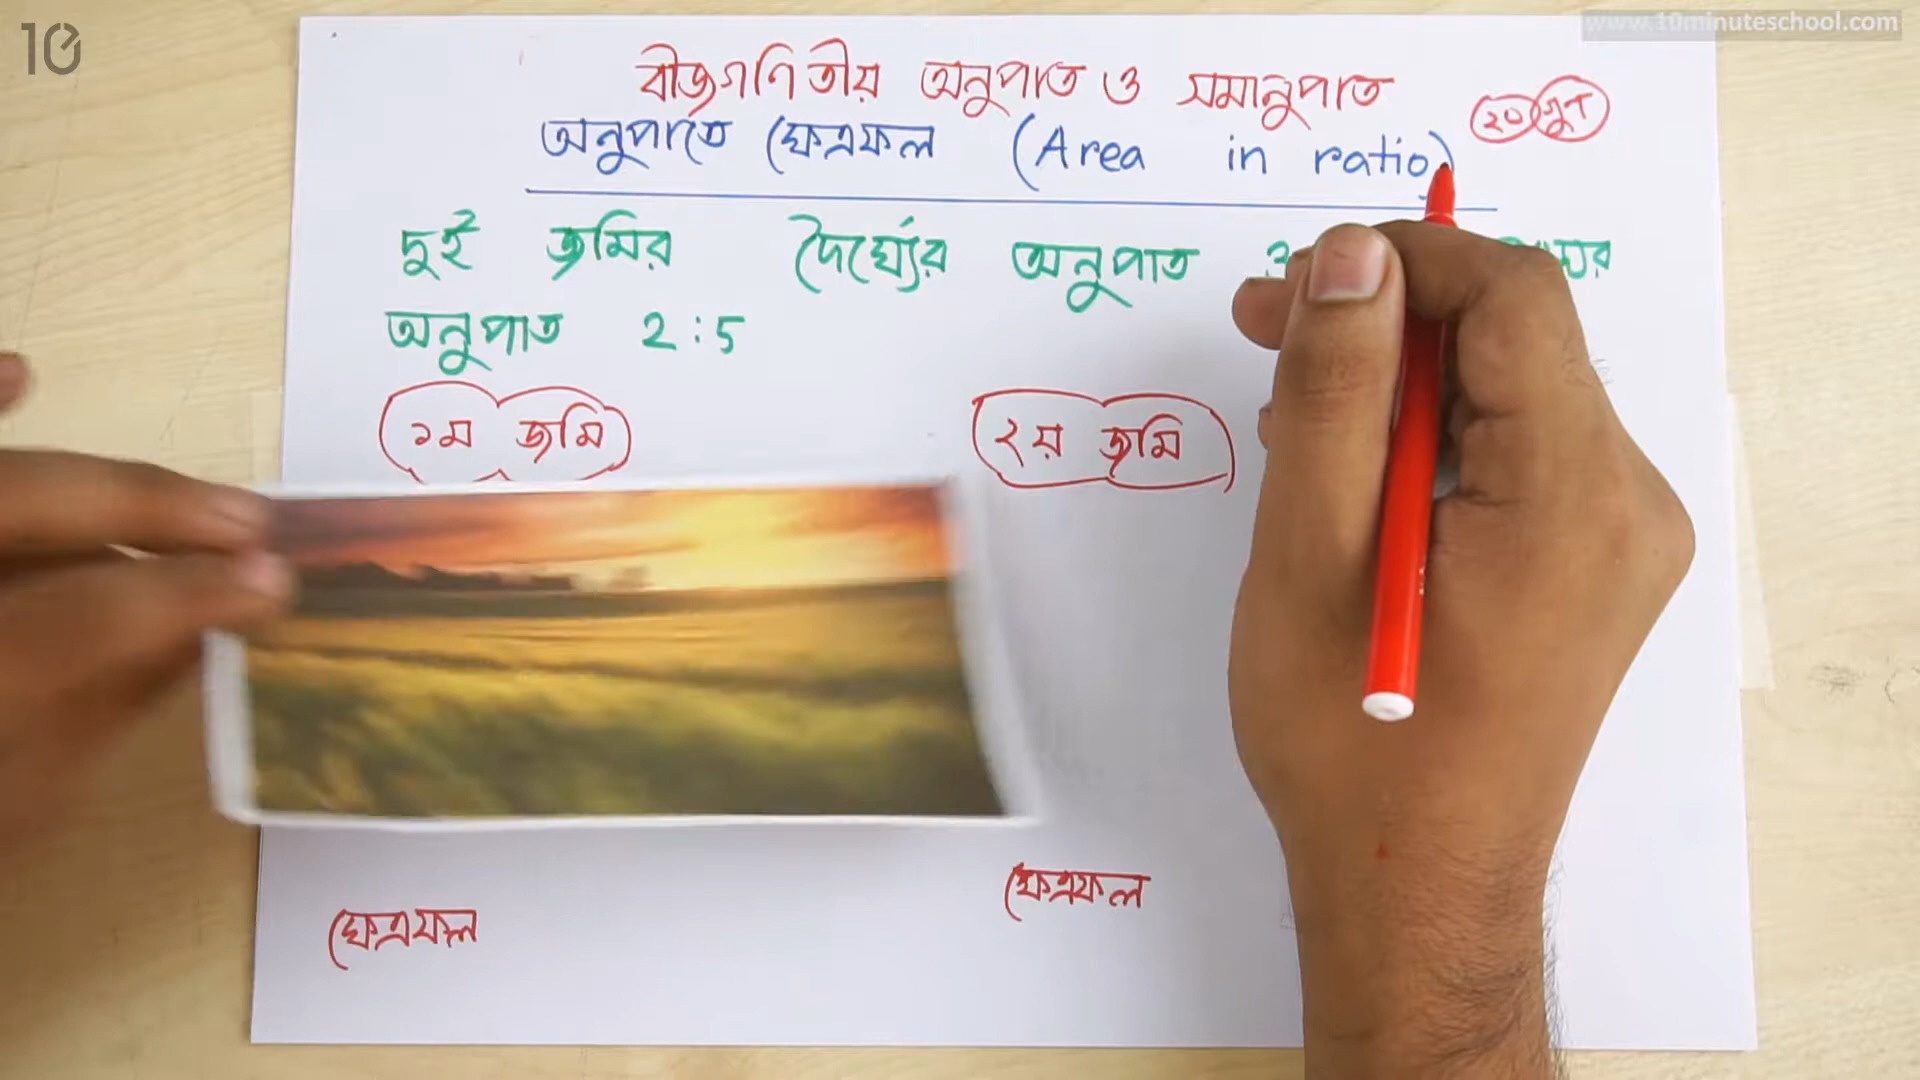 10
www.10minuteschool.com
বীজগণিতীয় অনুপাত ও সমানুপাত
২০ গুণ
অনুপাতে ক্ষেত্রফল (Area in ratio)
দুই জমির দৈর্ঘ্যের অনুপাত
অনুপাত 2:5
১ম জমি
২য় জমি
ক্ষেত্রফল
ক্ষেত্রফল